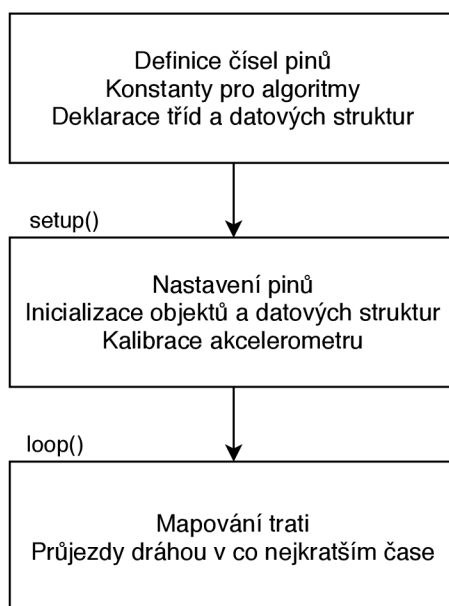 Definice čísel pinů
Konstanty pro algoritmy
Deklarace tříd a datových struktur
setup()
Nastavení pinů
Inicializace objektů a datových struktur
Kalibrace akcelerometru
loop()
Mapování trati
Průjezdy dráhou v co nejkratším čase